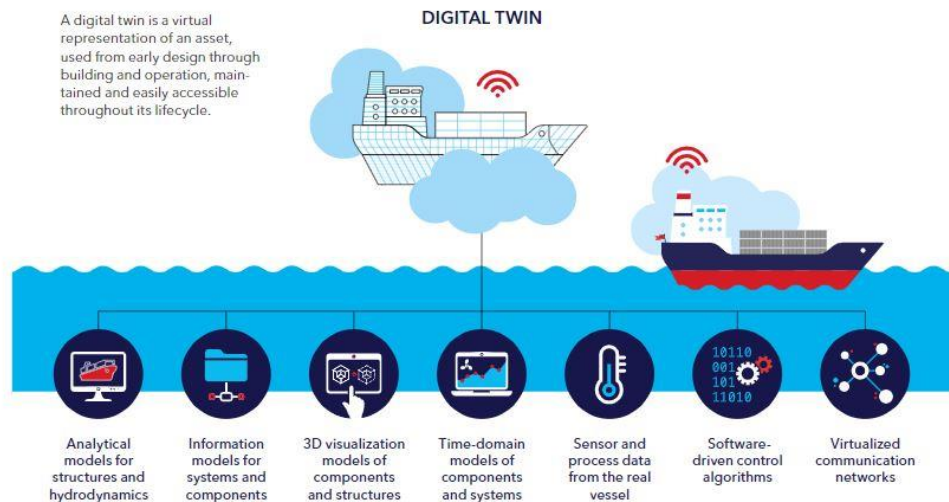 A digital twin is a virtual
representation of an asset,
used from early design through
building and operation, main-
tained and easily accessible
throughout its lifecycle.
DIGITAL TWIN
10110
001
101
11010
Analytical
models for
structures and
hydrodynamics
Information
models for
systems and
components
3D visualization
models of
components
and structures
Time-domain
models of
components
and systems
Sensor and
process data
from the real
vessel
Software-
driven control
algorithms
Virtualized
communication
networks